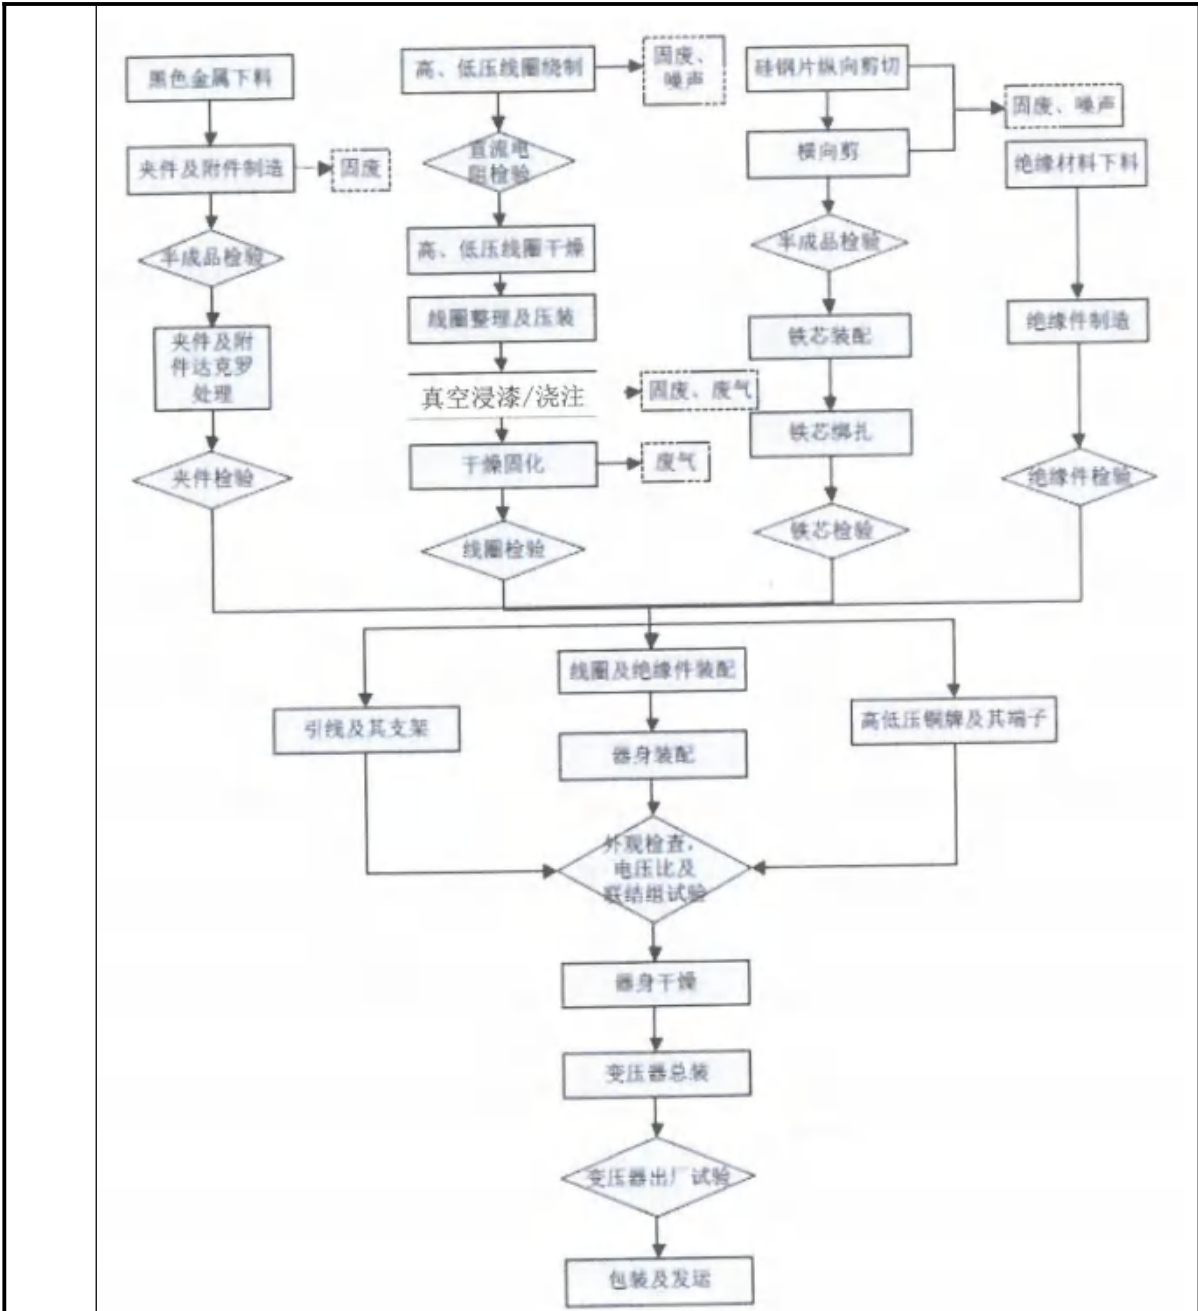 黑色金属下料
夹件及附件制造
固废
半成品检验
夹件及附
件达克罗
处理
夹件检验
高、低压线圈绕制
固废、
噪声
直流电
阻检验
高、低压线圈干燥
线圈整理及压装
真空浸漆/浇注
固废、废气
干燥固化
废气
线圈检验
硅钢片纵向剪切
固废、噪声
横向剪
半成品检验
铁芯装配
铁芯绑扎
铁芯检验
绝缘材料下料
绝缘件制造
绝缘件检验
线圈及绝缘件装配
引线及其支架
高低压铜牌及其端子
器身装配
外观检查，
电压比及
联结组试验
器身干燥
变压器总装
变压器出厂试验
包装及发运